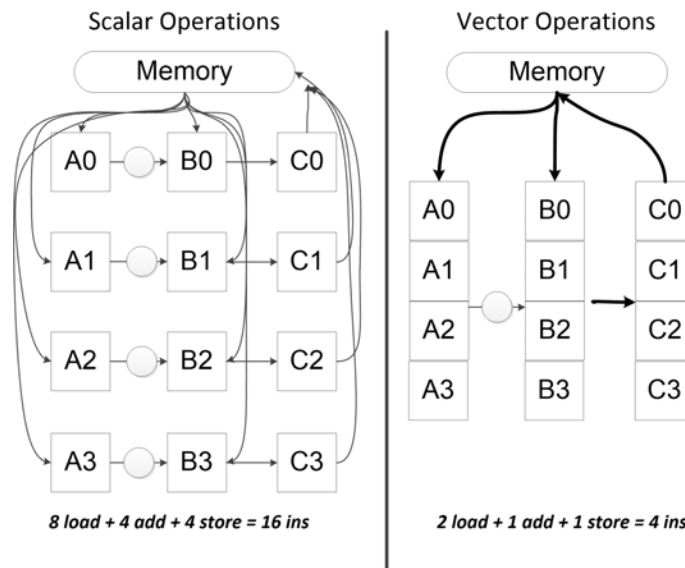 Scalar Operations
Memory
A0 B0 C0
A1 B1 C1
A2 B2 C2
A3 B3 C3
8 load + 4 add + 4 store = 16 ins
Vector Operations
Memory
A0 B0 C0
A1 B1 C1
A2 B2 C2
A3 B3 C3
2 load + 1 add + 1 store = 4 ins